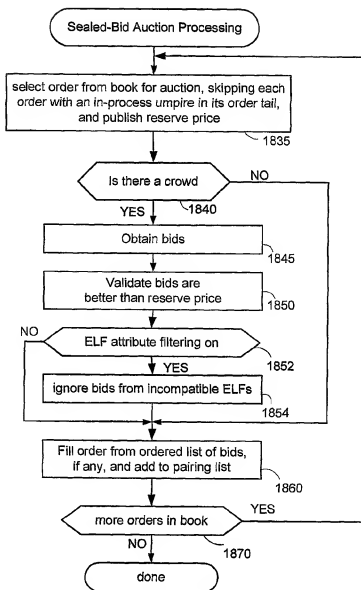 Sealed-Bid Auction Processing
select order from book for auction, skipping each
order with an in-process umpire in its order tail,
and publish reserve price
1835
Is there a crowd
NO
1840
YES
Obtain bids
1845
Validate bids are
better than reserve price
1850
NO
ELF attribute filtering on
1852
YES
ignore bids from incompatible ELFs
1854
Fill order from ordered list of bids,
if any, and add to pairing list
1860
YES
more orders in book
1870
NO
done